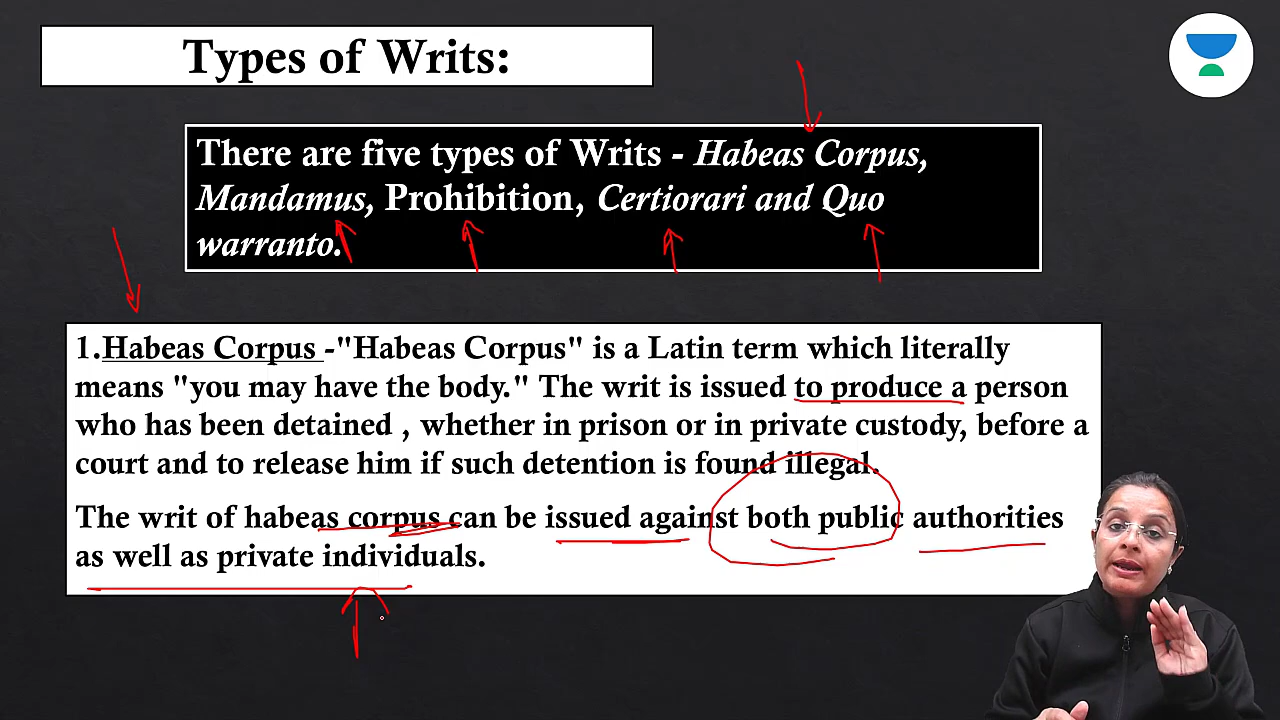 Types of Writs:
There are five types of Writs - Habeas Corpus,
Mandamus, Prohibition, Certiorari and Quo
warranto.
1.Habeas Corpus -"Habeas Corpus" is a Latin term which literally
means "you may have the body." The writ is issued to produce a person
who has been detained , whether in prison or in private custody, before a
court and to release him if such detention is found illegal.
The writ of habeas corpus can be issued against both public authorities
as well as private individuals.